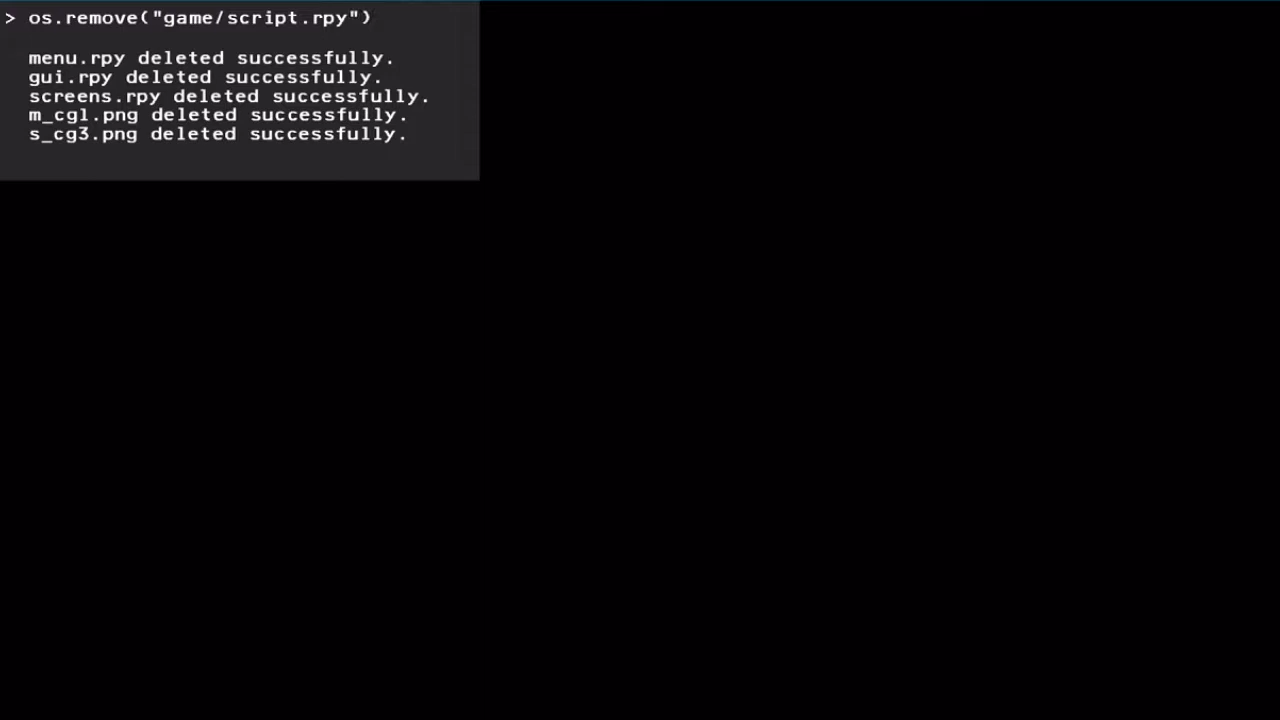 > os.remove("game/script.rpy")
menu.rpy deleted successfully.
gui.rpy deleted successfully.
screens.rpy deleted successfully.
m_cg1.png deleted successfully.
s_cg3.png deleted successfully.